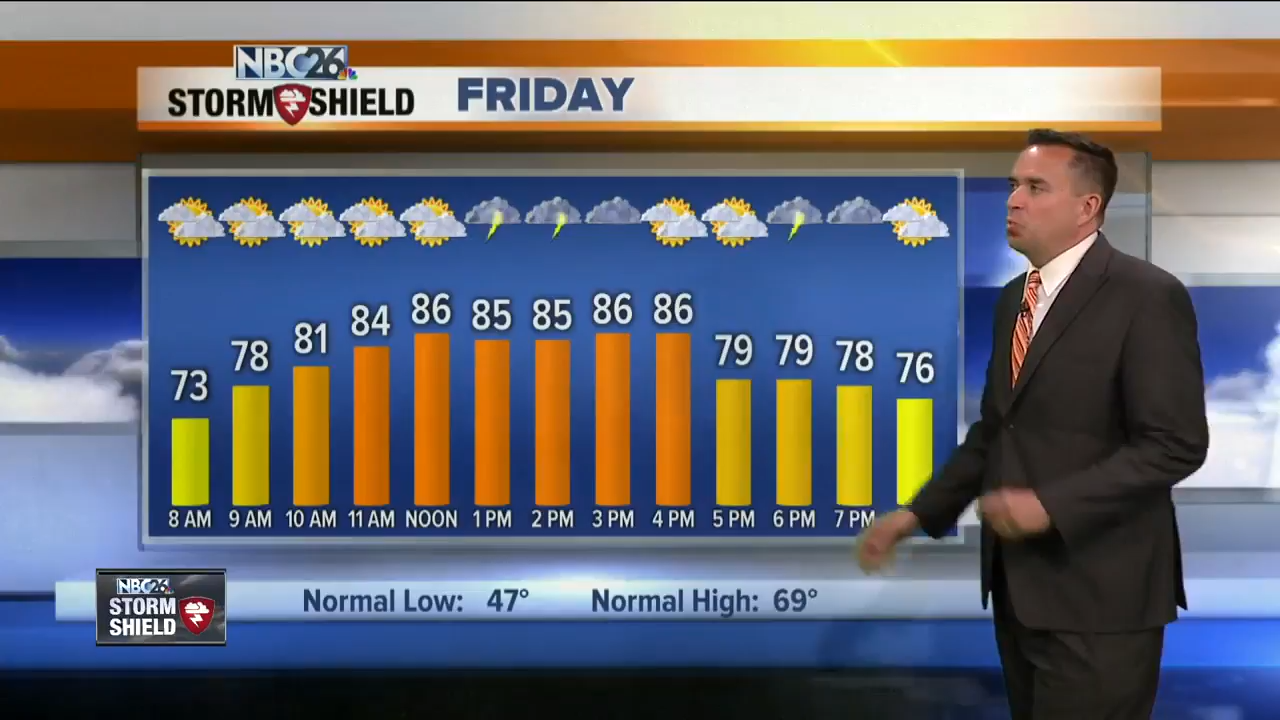 NBC26
STORM SHIELD
FRIDAY
86 86 86
84 85 85
81
78 79 79 78
73 76
8 AM 9 AM 10 AM 11 AM NOON 1 PM 2 PM 3 PM 4 PM 5 PM 6 PM 7 PM
NBC26
STORM
SHIELD
Normal Low: 47° Normal High: 69°